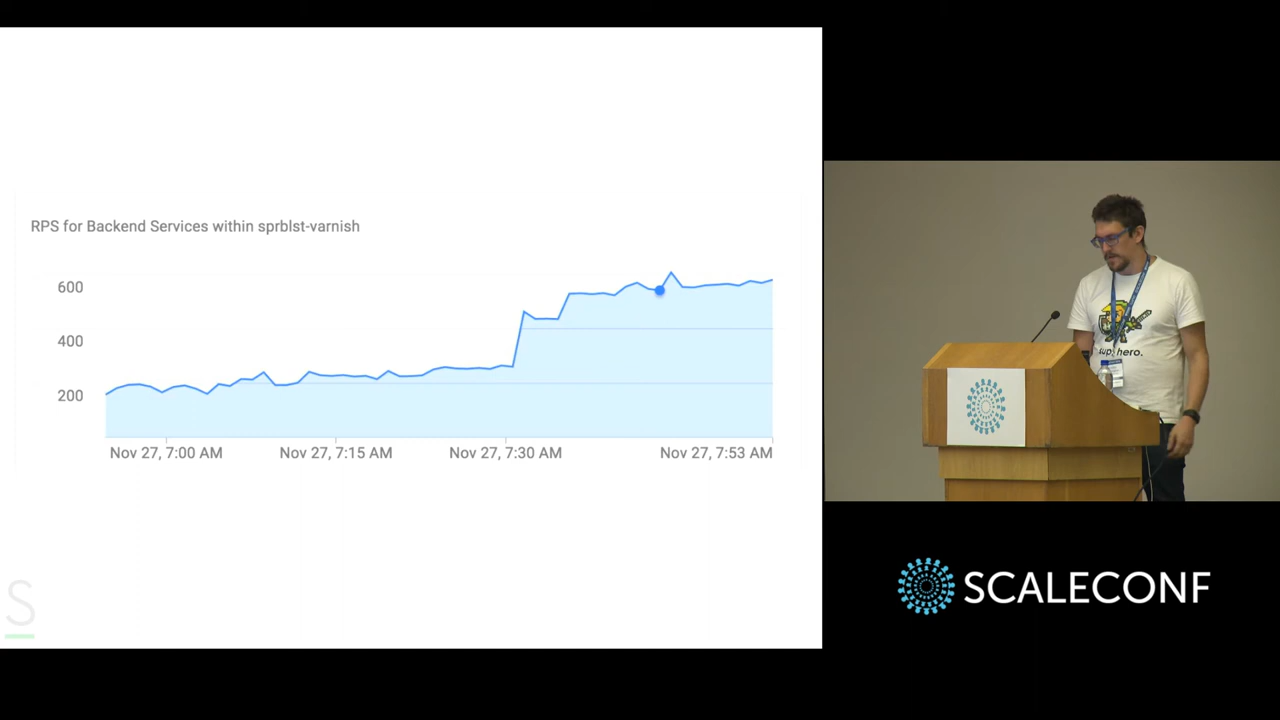 RPS for Backend Services within sprblst-varnish
600
400
200
Nov 27, 7:00 AM
Nov 27, 7:15 AM
Nov 27, 7:30 AM
Nov 27, 7:53 AM
S
hero.
SCALECONF